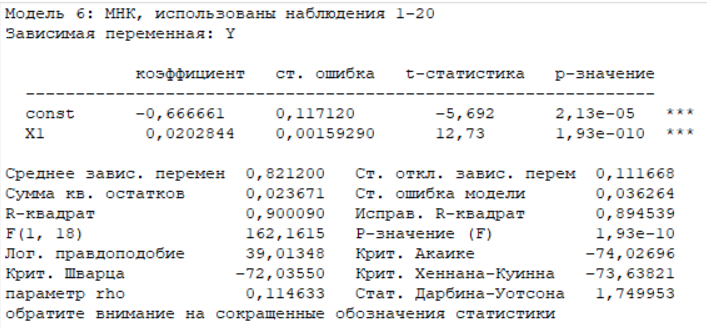 Модель 6: МНК, использованы наблюдения 1-20
Зависимая переменная: Y
коэффициент ст. ошибка t-статистика p-значение
---------------------------------------------------------------
const −0,666661 0,117120 −5,692 2,13e-05 ***
X1 0,0202844 0,00159290 12,73 1,93e-010 ***
Среднее завис. перемен 0,821200 Ст. откл. завис. перем 0,111668
Сумма кв. остатков 0,023671 Ст. ошибка модели 0,036264
R-квадрат 0,900090 Исправ. R-квадрат 0,894539
F(1, 18) 162,1615 Р-значение (F) 1,93e-10
Лог. правдоподобие 39,01348 Крит. Акаике −74,02696
Крит. Шварца −72,03550 Крит. Хеннана-Куинна −73,63821
параметр rho 0,114633 Стат. Дарбина-Уотсона 1,749953
обратите внимание на сокращенные обозначения статистики